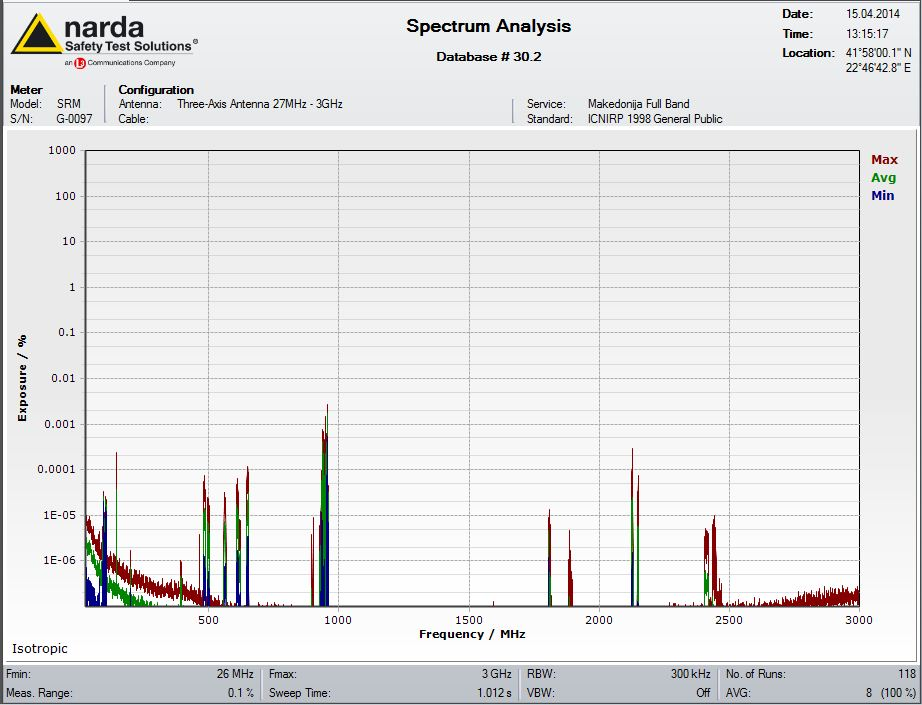 narda
Safety Test Solutions®
an L3 Communications Company
Spectrum Analysis
Database # 30.2
Date: 15.04.2014
Time: 13:15:17
Location: 41°58'00.1" N
22°46'42.8" E
Meter
Model: SRM
S/N: G-0097
Configuration
Antenna: Three-Axis Antenna 27MHz - 3GHz
Cable:
Service: Makedonija Full Band
Standard: ICNIRP 1998 General Public
Max
Avg
Min
Exposure / %
1000
100
10
1
0.1
0.01
0.001
0.0001
1E-05
1E-06
500 1000 1500 2000 2500 3000
Frequency / MHz
Isotropic
Fmin: 26 MHz Fmax: 3 GHz RBW: 300 kHz No. of Runs: 118
Meas. Range: 0.1 % Sweep Time: 1.012 s VBW: Off AVG: 8 (100 %)